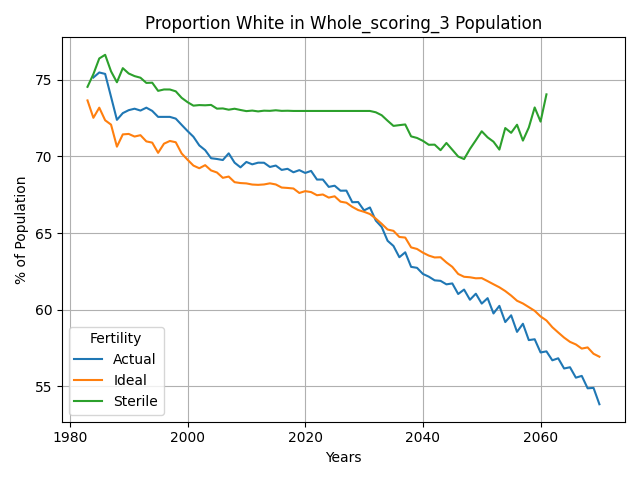 Proportion White in Whole_scoring_3 Population
% of Population
75
70
65
60
55
Fertility
Actual
Ideal
Sterile
1980
2000
2020
2040
2060
Years